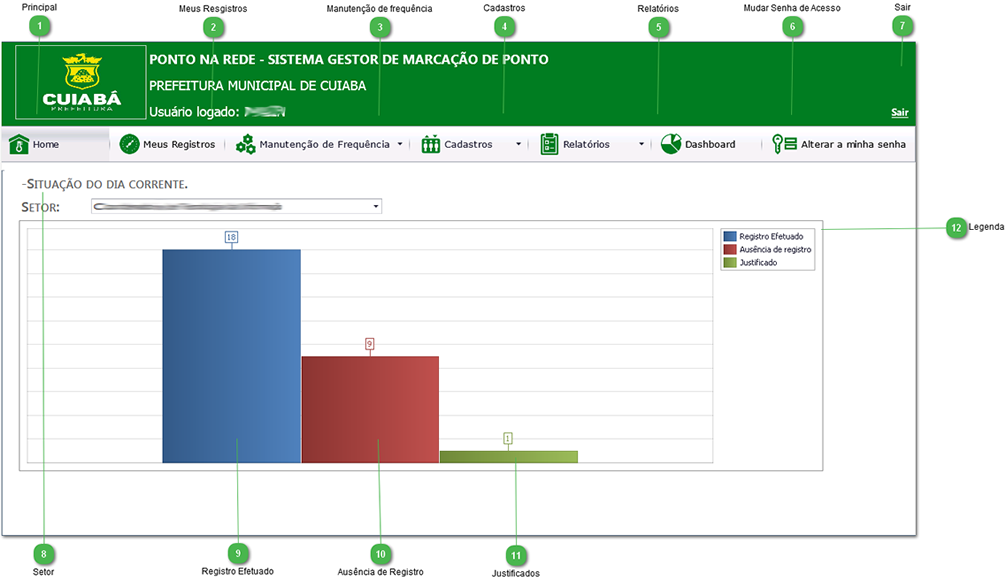 Principal
Meus Resgistros
Manutenção de frequência
Cadastros
Relatórios
Mudar Senha de Acesso
Sair
1
2
3
4
5
6
7
CUIABÁ
PREFEITURA
PONTO NA REDE - SISTEMA GESTOR DE MARCAÇÃO DE PONTO
PREFEITURA MUNICIPAL DE CUIABA
Usuário logado:
Sair
Home
Meus Registros
Manutenção de Frequência
Cadastros
Relatórios
Dashboard
Alterar a minha senha
-SITUAÇÃO DO DIA CORRENTE.
SETOR:
18
9
1
Registro Efetuado
Ausência de registro
Justificado
12
Legenda
8
9
10
11
Setor
Registro Efetuado
Ausência de Registro
Justificados